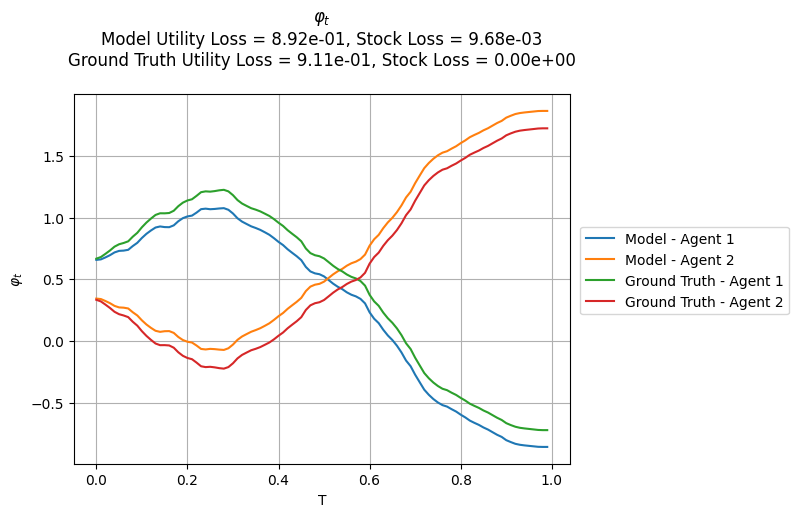 φₜ
Model Utility Loss = 8.92e-01, Stock Loss = 9.68e-03
Ground Truth Utility Loss = 9.11e-01, Stock Loss = 0.00e+00
φₜ
1.5
1.0
0.5
0.0
−0.5
0.0 0.2 0.4 0.6 0.8 1.0
T
Model - Agent 1
Model - Agent 2
Ground Truth - Agent 1
Ground Truth - Agent 2